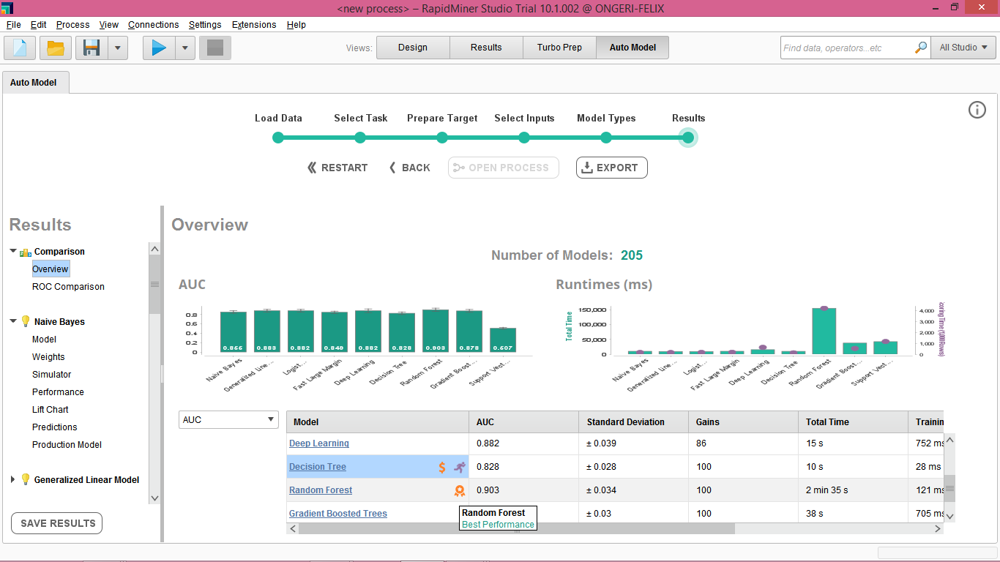 <new process> – RapidMiner Studio Trial 10.1.002 @ ONGERI-FELIX
File Edit Process View Connections Settings Extensions Help
Views: Design Results Turbo Prep Auto Model
Find data, operators...etc All Studio
Auto Model
Load Data Select Task Prepare Target Select Inputs Model Types Results
RESTART BACK OPEN PROCESS EXPORT
Results
Comparison
Overview
ROC Comparison
Naive Bayes
Model
Weights
Simulator
Performance
Lift Chart
Predictions
Production Model
Generalized Linear Model
SAVE RESULTS
Overview
Number of Models: 205
AUC
0.8
0.6
0.4
0.2
0
0.855 0.883 0.882 0.849 0.882 0.828 0.903 0.878 0.507
Naive Bayes Generalized Line... Logist... Fast Large Margin Deep Learning Decision Tree Random Forest Gradient Boost... Support Vect...
Runtimes (ms)
Total Time
150,000
100,000
50,000
0
4,000
3,000
2,000
1,000
0
coring Time (1,000 Rows)
Naive Bayes Generalized Line... Logist... Fast Large Margin Deep Learning Decision Tree Random Forest Gradient Boost... Support Vect...
AUC
Model AUC Standard Deviation Gains Total Time Trainin
Deep Learning 0.882 ± 0.039 86 15 s 752 ms
Decision Tree $ 0.828 ± 0.028 100 10 s 28 ms
Random Forest 0.903 ± 0.034 100 2 min 35 s 121 ms
Gradient Boosted Trees ± 0.03 100 38 s 705 ms
Random Forest
Best Performance